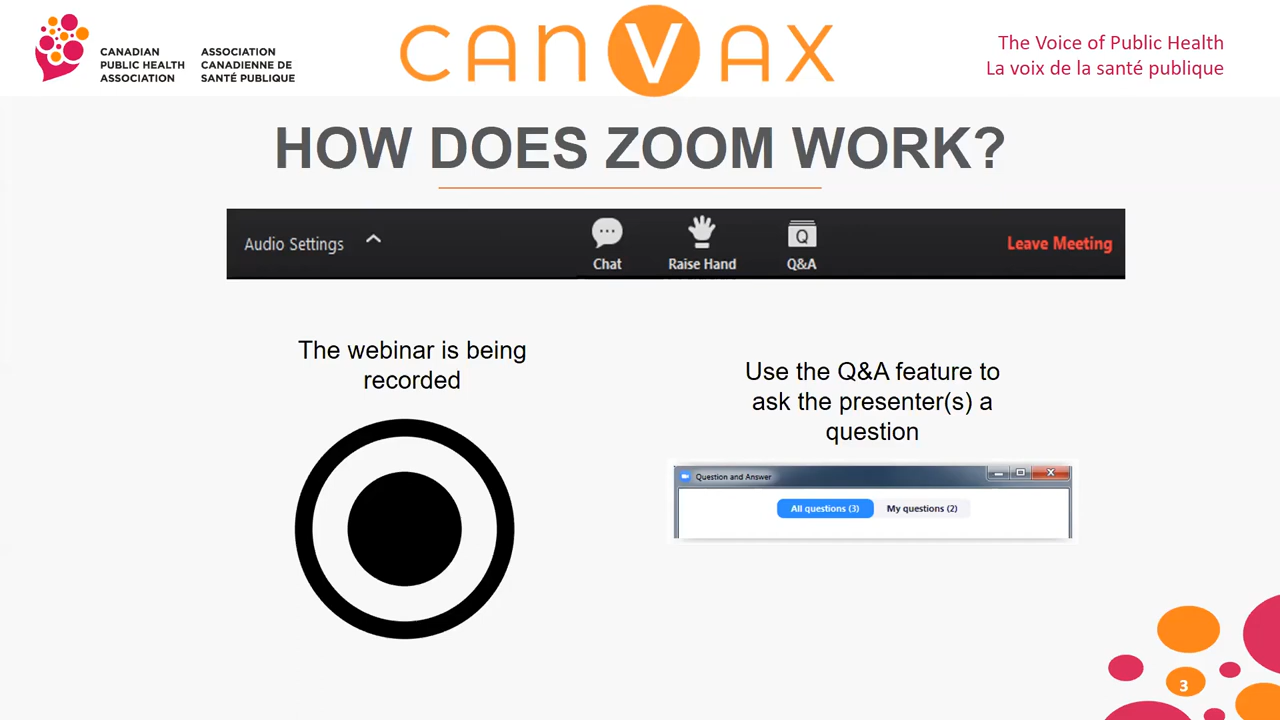 CANADIAN
PUBLIC HEALTH
ASSOCIATION
ASSOCIATION
CANADIENNE DE
SANTÉ PUBLIQUE
CANVAX
The Voice of Public Health
La voix de la santé publique
HOW DOES ZOOM WORK?
Audio Settings
Chat
Raise Hand
Q
Q&A
Leave Meeting
The webinar is being
recorded
Use the Q&A feature to
ask the presenter(s) a
question
Question and Answer
All questions (3)
My questions (2)
3